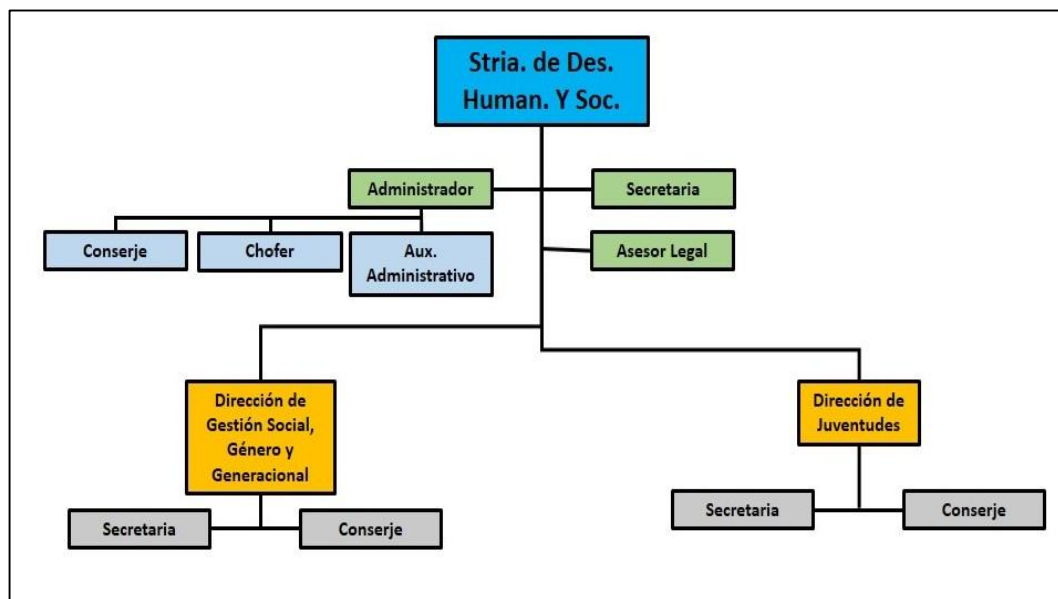 Stria. de Des.
Human. Y Soc.
Administrador
Secretaria
Conserje
Chofer
Aux.
Administrativo
Asesor Legal
Dirección de
Gestión Social,
Género y
Generacional
Dirección de
Juventudes
Secretaria
Conserje
Secretaria
Conserje